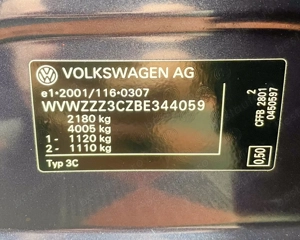 VOLKSWAGEN AG
e1*2001/116*0307
WVWZZZ3CZBE344059
2180 kg
4005 kg
1- 1120 kg
2- 1110 kg
Typ 3C
2
CFFB 2801
0450597
0,50